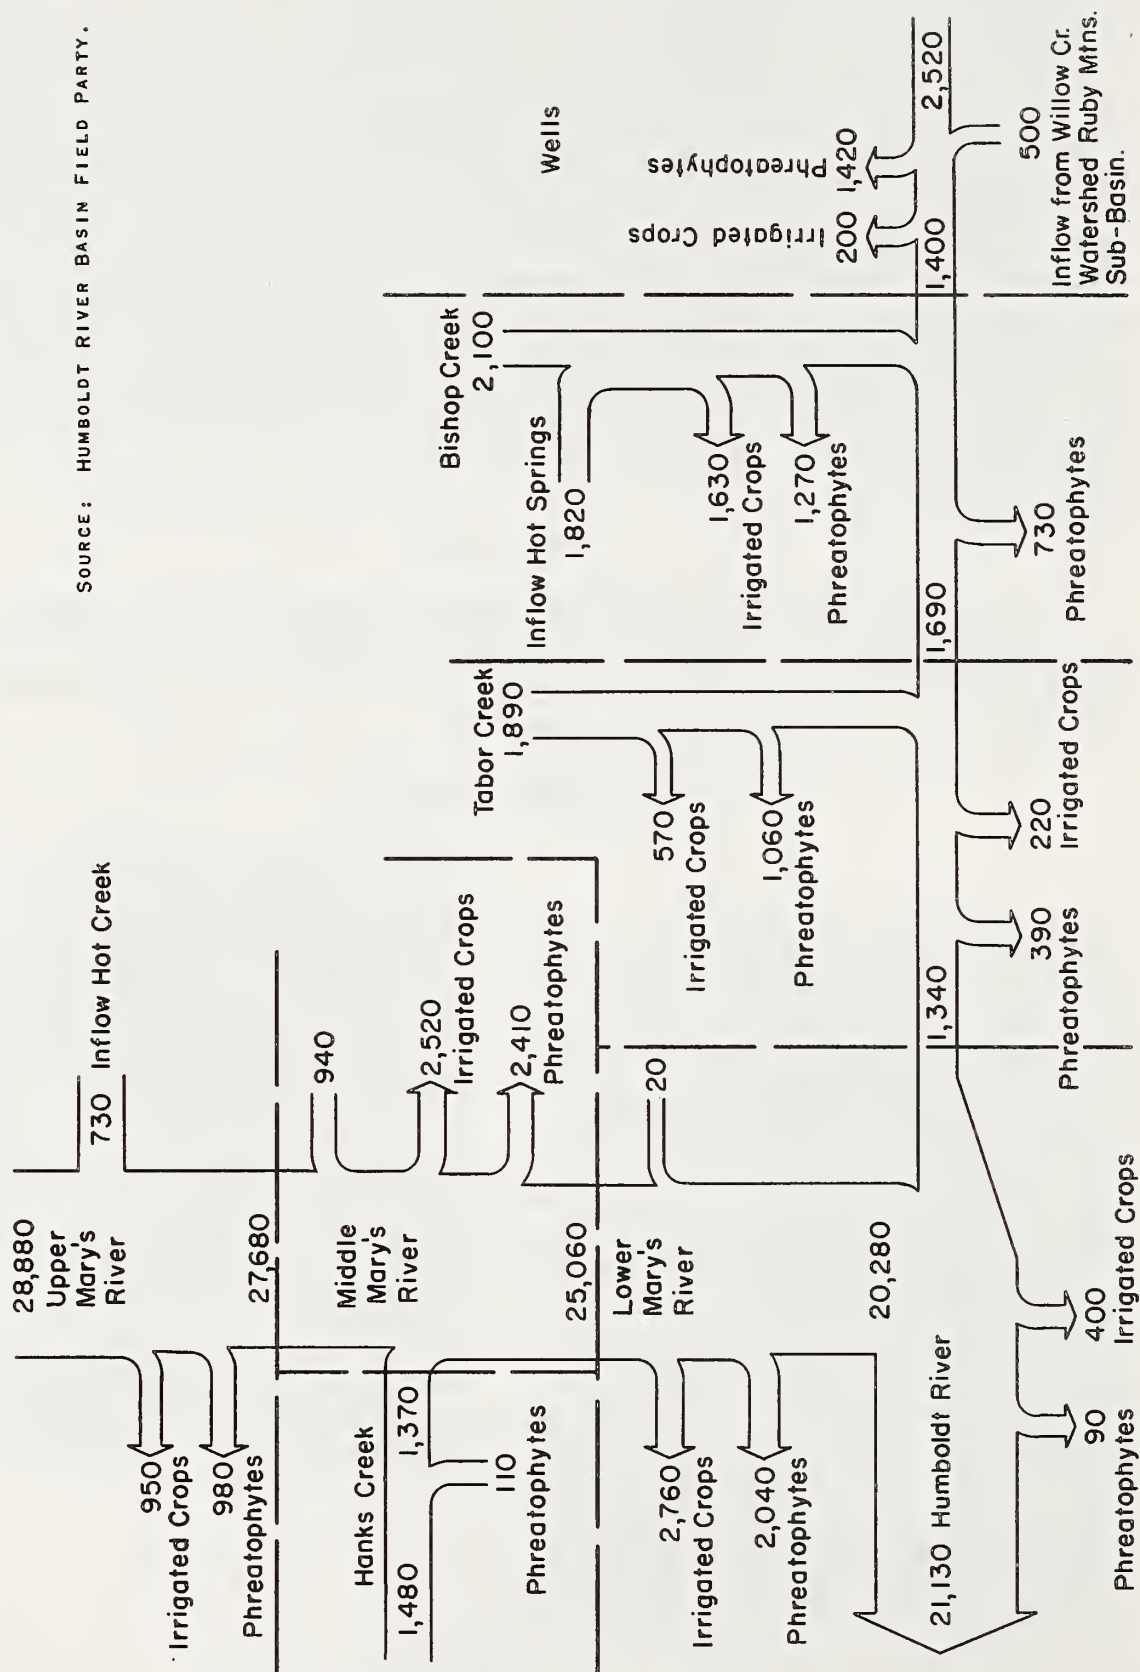 SOURCE: HUMBOLDT RIVER BASIN FIELD PARTY.
28,880
Upper
Mary's
River
730 Inflow Hot Creek
950
Irrigated Crops
980
Phreatophytes
27,680
Middle
Mary's
River
940
2,520
Irrigated Crops
2,410
Phreatophytes
Hanks Creek
1,480
1,370
110
Phreatophytes
25,060
Lower
Mary's
River
20
2,760
Irrigated Crops
2,040
Phreatophytes
20,280
Tabor Creek
1,890
570
Irrigated Crops
1,060
Phreatophytes
Bishop Creek
2,100
Inflow Hot Springs
1,820
1,630
Irrigated Crops
1,270
Phreatophytes
Wells
Irrigated Crops
200
Phreatophytes
1,420
21,130 Humboldt River
1,340
1,690
1,400
2,520
90
Phreatophytes
400
Irrigated Crops
390
Phreatophytes
220
Irrigated Crops
730
Phreatophytes
500
Inflow from Willow Cr.
Watershed Ruby Mtns.
Sub-Basin.